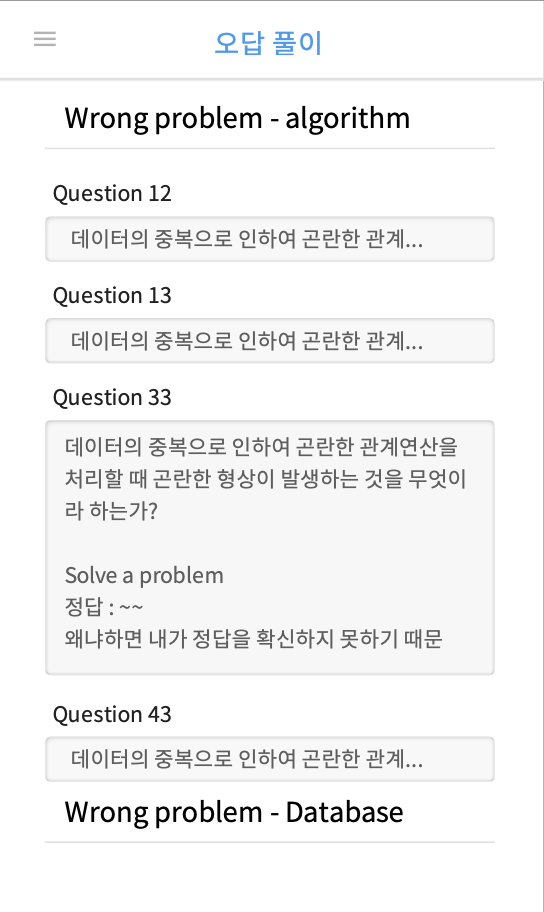 오답 풀이
Wrong problem - algorithm
Question 12
데이터의 중복으로 인하여 곤란한 관계...
Question 13
데이터의 중복으로 인하여 곤란한 관계...
Question 33
데이터의 중복으로 인하여 곤란한 관계연산을
처리할 때 곤란한 형상이 발생하는 것을 무엇이
라 하는가?
Solve a problem
정답 : ~~
왜냐하면 내가 정답을 확신하지 못하기 때문
Question 43
데이터의 중복으로 인하여 곤란한 관계...
Wrong problem - Database